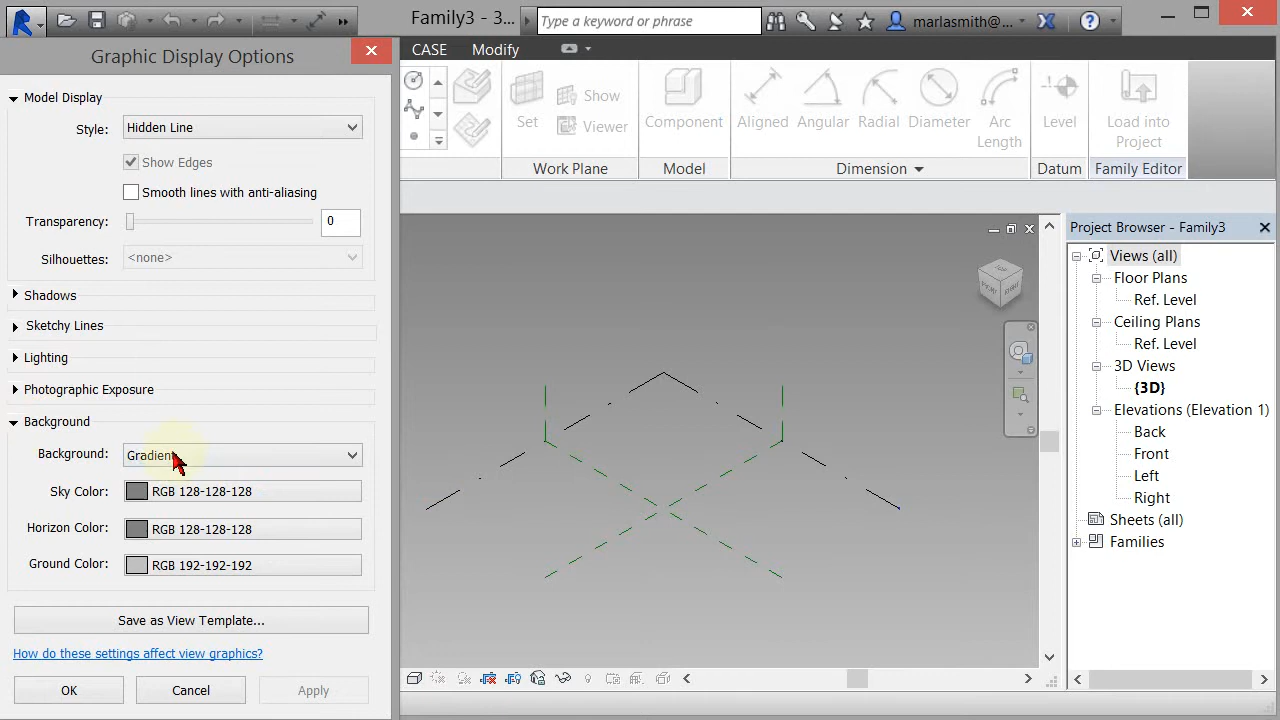 Family3 - 3...
Type a keyword or phrase
marlasmith@...
Graphic Display Options
CASE
Modify
Model Display
Style:
Hidden Line
Show Edges
Smooth lines with anti-aliasing
Transparency:
0
Silhouettes:
<none>
Shadows
Sketchy Lines
Lighting
Photographic Exposure
Background
Background:
Gradient
Sky Color:
RGB 128-128-128
Horizon Color:
RGB 128-128-128
Ground Color:
RGB 192-192-192
Save as View Template...
How do these settings affect view graphics?
OK
Cancel
Apply
Set
Show
Viewer
Work Plane
Component
Model
Aligned
Angular
Radial
Diameter
Arc
Length
Dimension
Level
Datum
Load into
Project
Family Editor
Project Browser - Family3
Views (all)
Floor Plans
Ref. Level
Ceiling Plans
Ref. Level
3D Views
{3D}
Elevations (Elevation 1)
Back
Front
Left
Right
Sheets (all)
Families